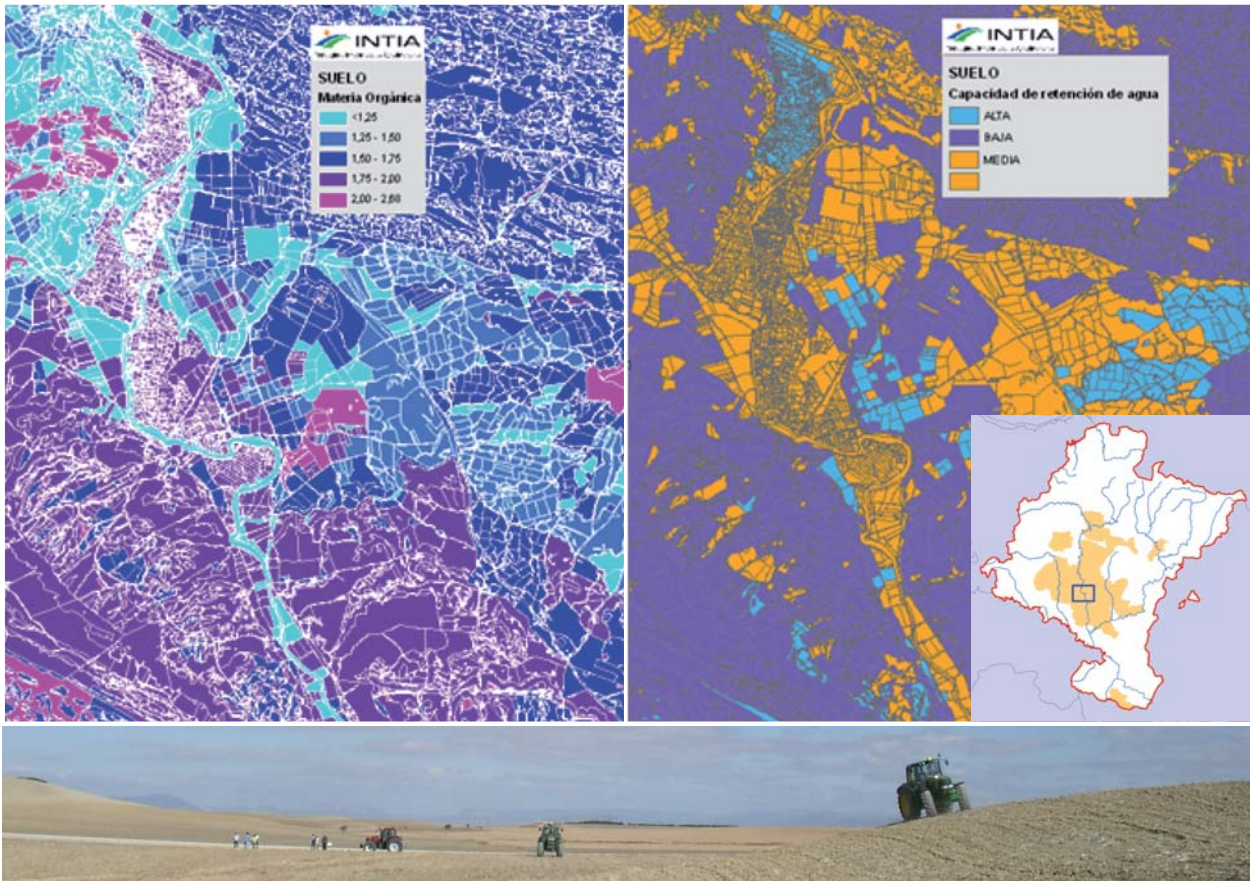 INTIA
SUELO
Materia Orgánica
<1,25
1,25 - 1,50
1,50 - 1,75
1,75 - 2,00
2,00 - 2,68
INTIA
SUELO
Capacidad de retención de agua
ALTA
BAJA
MEDIA